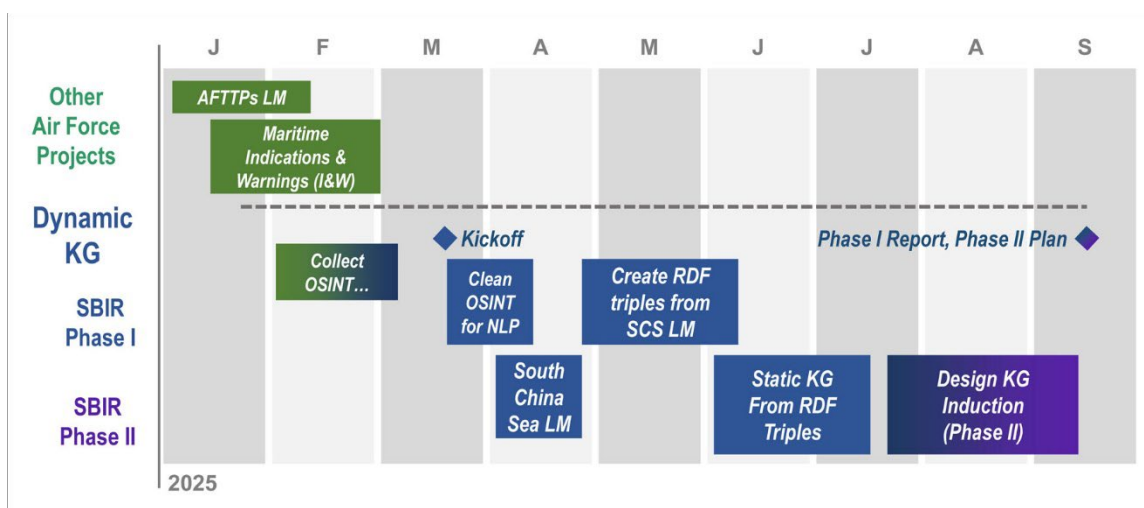 J F M A M J J A S
Other
Air Force
Projects
AFTTPs LM
Maritime
Indications &
Warnings (I&W)
Dynamic
KG
Kickoff
Phase I Report, Phase II Plan
Collect
OSINT…
Clean
OSINT
for NLP
Create RDF
triples from
SCS LM
SBIR
Phase I
South
China
Sea LM
Static KG
From RDF
Triples
Design KG
Induction
(Phase II)
SBIR
Phase II
2025